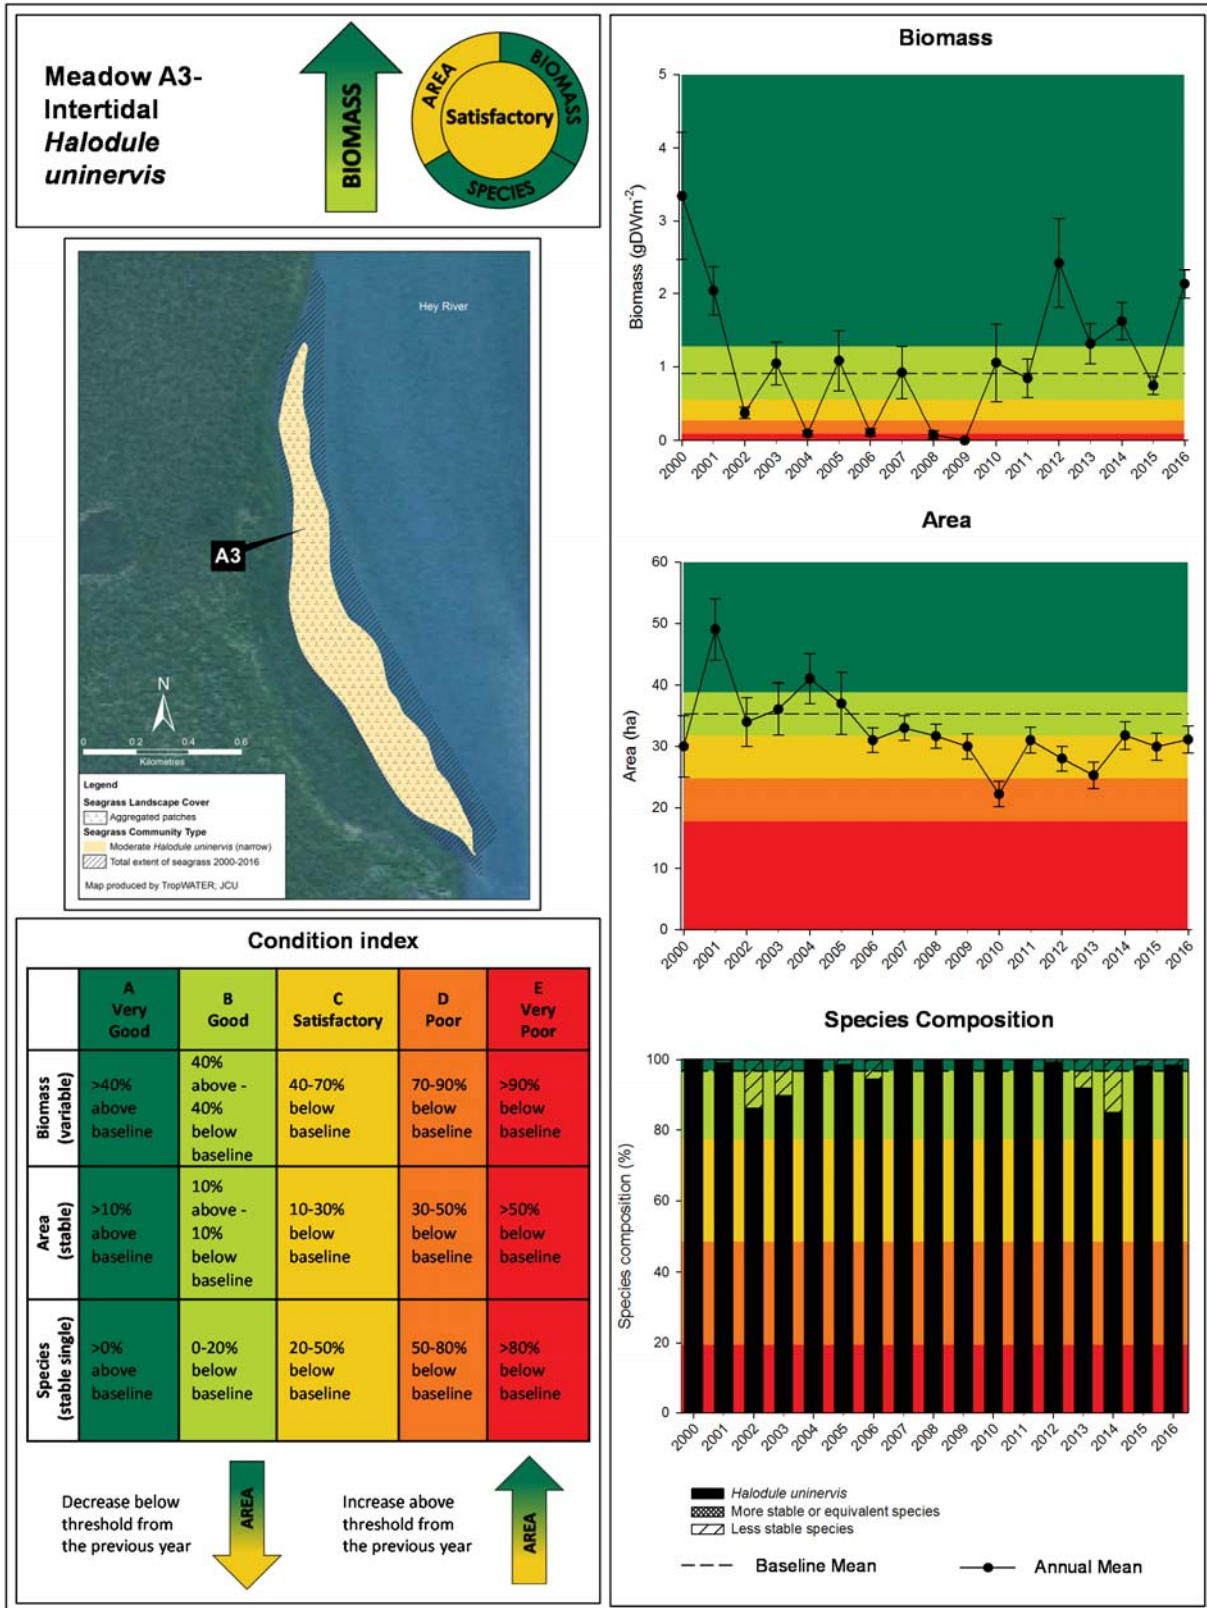 Meadow A3-
Intertidal
Halodule
uninervis
BIOMASS
AREA
BIOMASS
SPECIES
Satisfactory
Hey River
A3
N
0 0.2 0.4 0.6
Kilometres
Legend
Seagrass Landscape Cover
Aggregated patches
Seagrass Community Type
Moderate Halodule uninervis (narrow)
Total extent of seagrass 2000-2016
Map produced by TropWATER; JCU
Condition index
A
Very
Good
B
Good
C
Satisfactory
D
Poor
E
Very
Poor
Biomass
(variable)
>40%
above
baseline
40%
above -
40%
below
baseline
40-70%
below
baseline
70-90%
below
baseline
>90%
below
baseline
Area
(stable)
>10%
above
baseline
10%
above -
10%
below
baseline
10-30%
below
baseline
30-50%
below
baseline
>50%
below
baseline
Species
(stable single)
>0%
above
baseline
0-20%
below
baseline
20-50%
below
baseline
50-80%
below
baseline
>80%
below
baseline
Decrease below
threshold from
the previous year
AREA
Increase above
threshold from
the previous year
AREA
Biomass
Biomass (gDWm-2)
5
4
3
2
1
0
2000 2001 2002 2003 2004 2005 2006 2007 2008 2009 2010 2011 2012 2013 2014 2015 2016
Area
Area (ha)
60
50
40
30
20
10
0
2000 2001 2002 2003 2004 2005 2006 2007 2008 2009 2010 2011 2012 2013 2014 2015 2016
Species Composition
Species composition (%)
100
80
60
40
20
0
2000 2001 2002 2003 2004 2005 2006 2007 2008 2009 2010 2011 2012 2013 2014 2015 2016
Halodule uninervis
More stable or equivalent species
Less stable species
Baseline Mean
Annual Mean